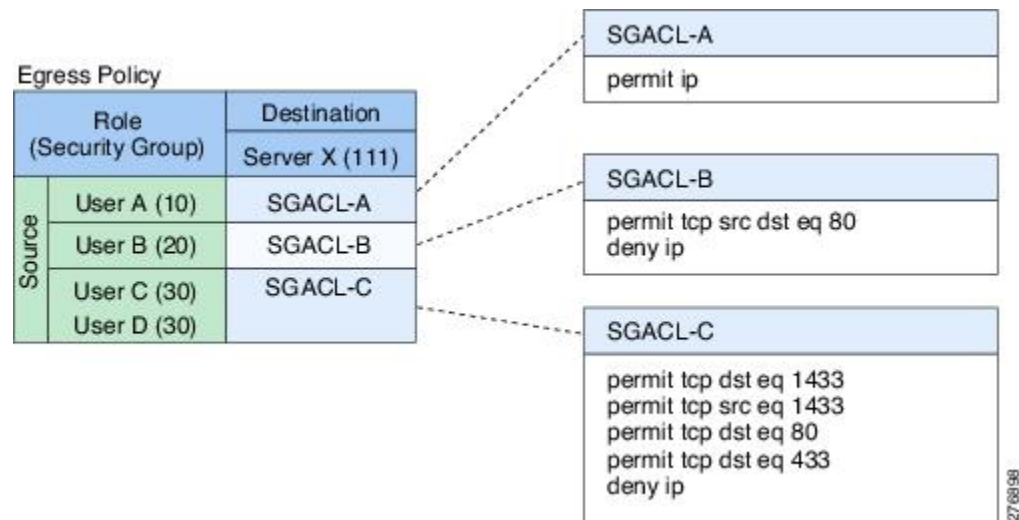 Egress Policy
Role
(Security Group)
Destination
Server X (111)
Source
User A (10)
SGACL-A
User B (20)
SGACL-B
User C (30)
SGACL-C
User D (30)
SGACL-A
permit ip
SGACL-B
permit tcp src dst eq 80
deny ip
SGACL-C
permit tcp dst eq 1433
permit tcp src eq 1433
permit tcp dst eq 80
permit tcp dst eq 433
deny ip
276898